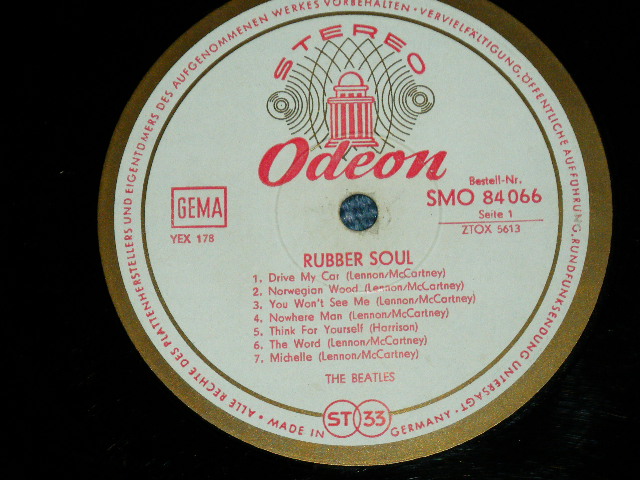 STEREO
Odeon
Bestell-Nr.
SMO 84 066
Seite 1
ZTOX 5613
GEMA
YEX 178
RUBBER SOUL
1. Drive My Car (Lennon/McCartney)
2. Norwegian Wood (Lennon/McCartney)
3. You Won't See Me (Lennon/McCartney)
4. Nowhere Man (Lennon/McCartney)
5. Think For Yourself (Harrison)
6. The Word (Lennon/McCartney)
7. Michelle (Lennon/McCartney)
THE BEATLES
• ALLE RECHTE DES PLATTENHERSTELLERS UND EIGENTÜMERS DES AUFGENOMMENEN WERKES VORBEHALTEN • VERVIELFÄLTIGUNG, ÖFFENTLICHE AUFFÜHRUNG, RUNDFUNKSENDUNG UNTERSAGT •
MADE IN GERMANY
ST 33